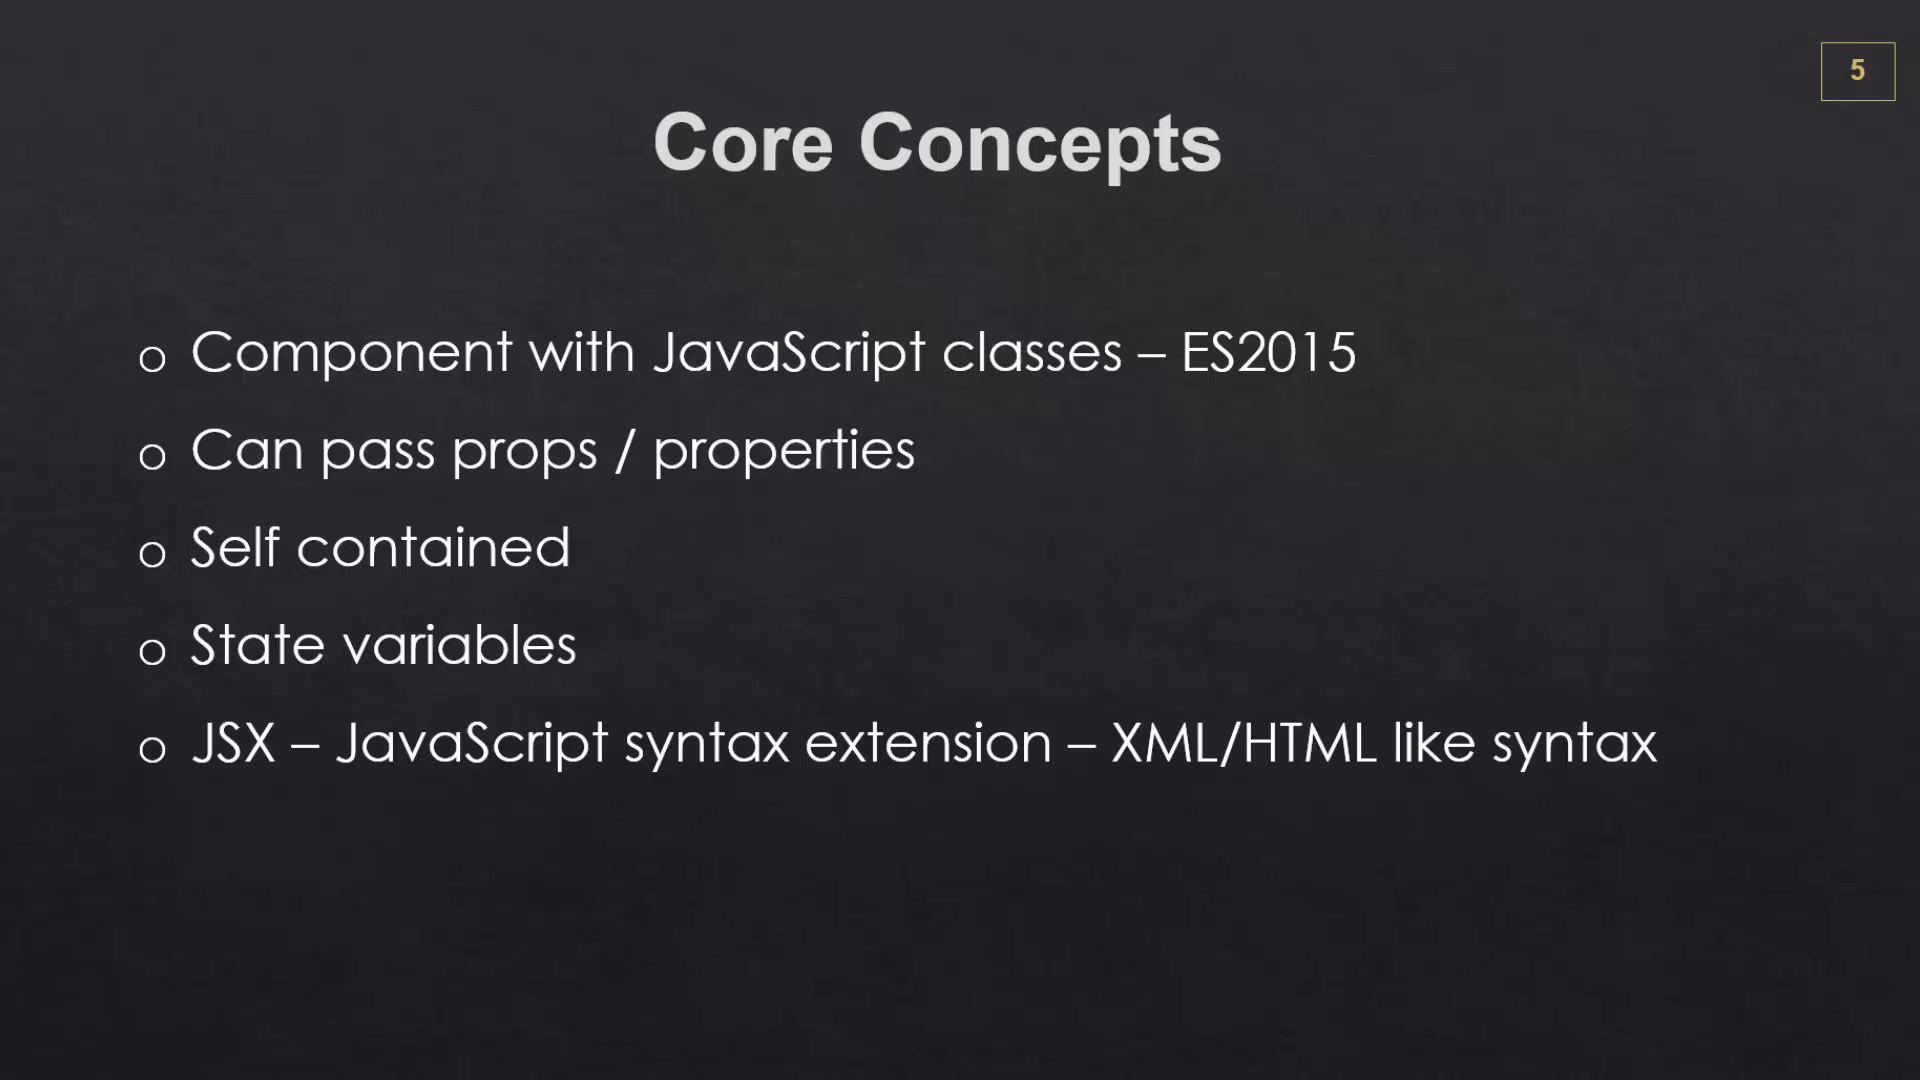 5
Core Concepts
o Component with JavaScript classes – ES2015
o Can pass props / properties
o Self contained
o State variables
o JSX – JavaScript syntax extension – XML/HTML like syntax